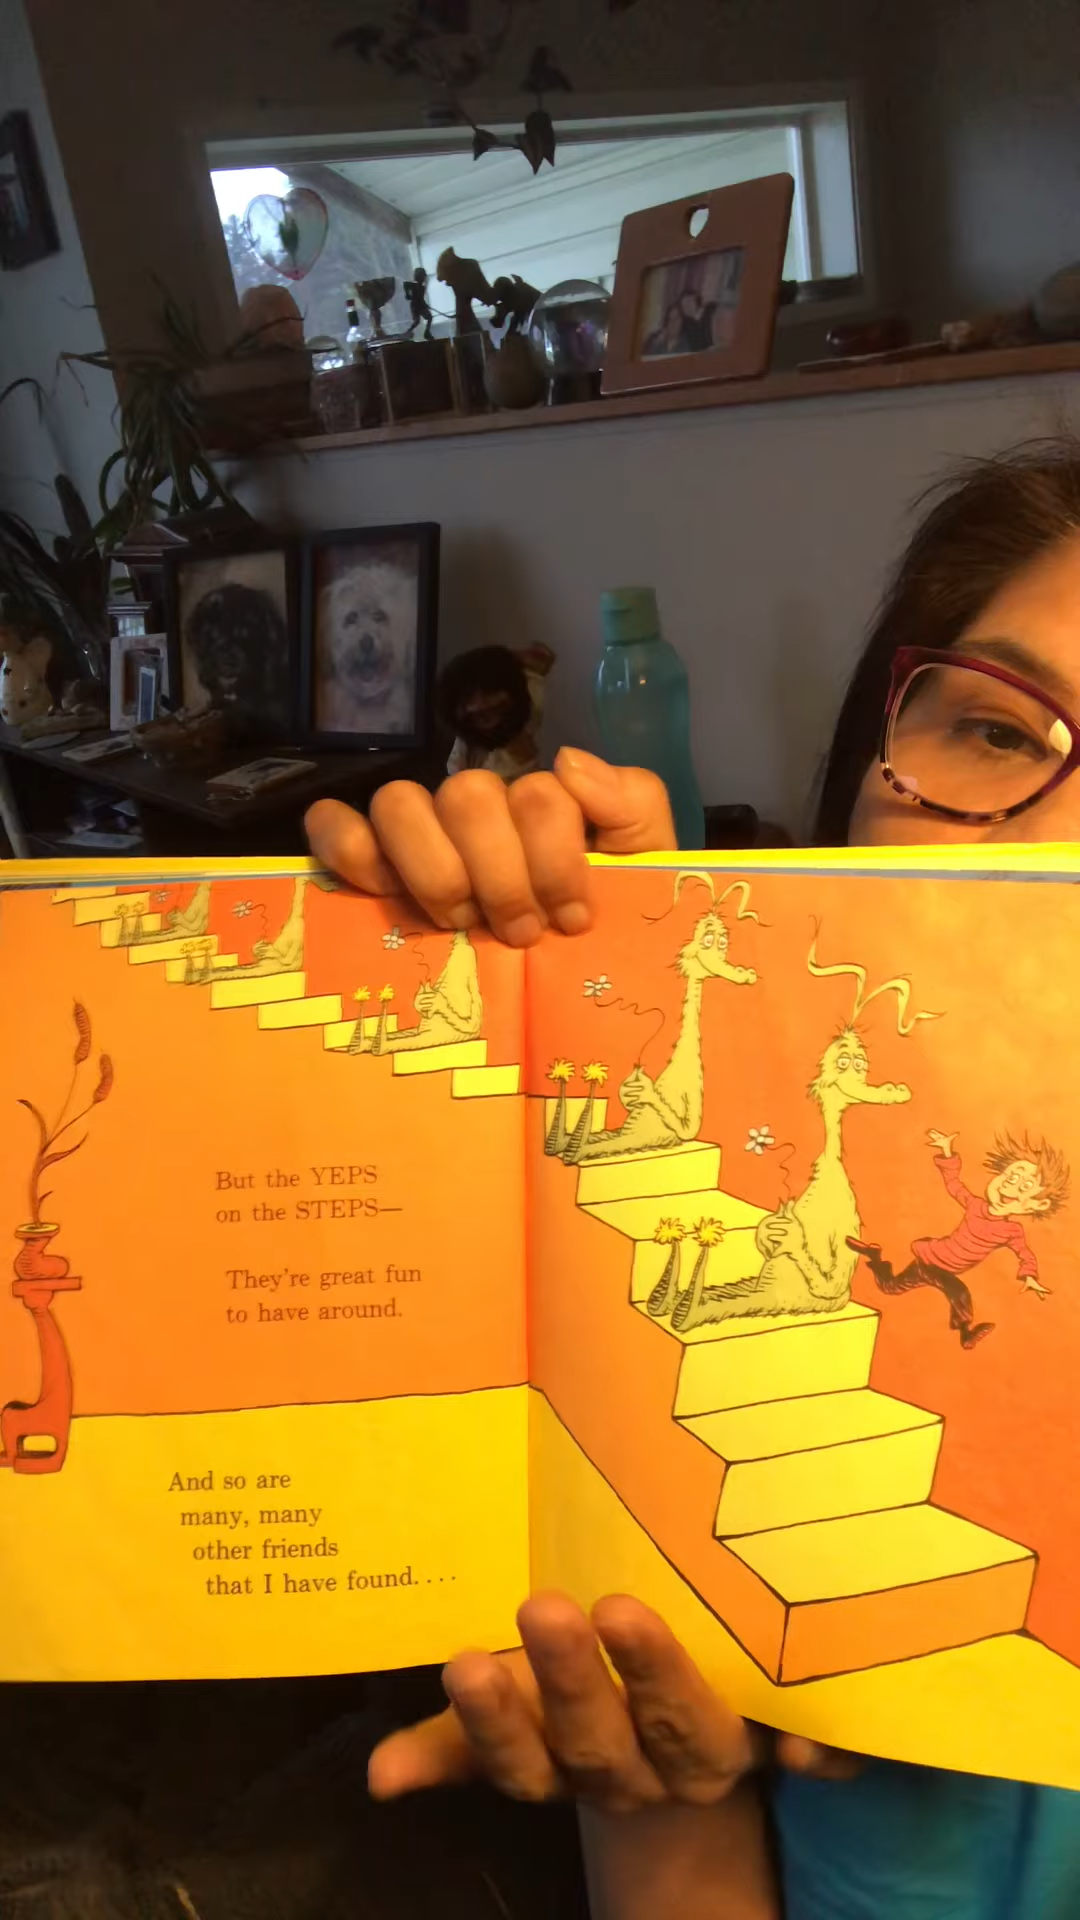 But the YEPS
on the STEPS—
They're great fun
to have around.
And so are
many, many
other friends
that I have found....